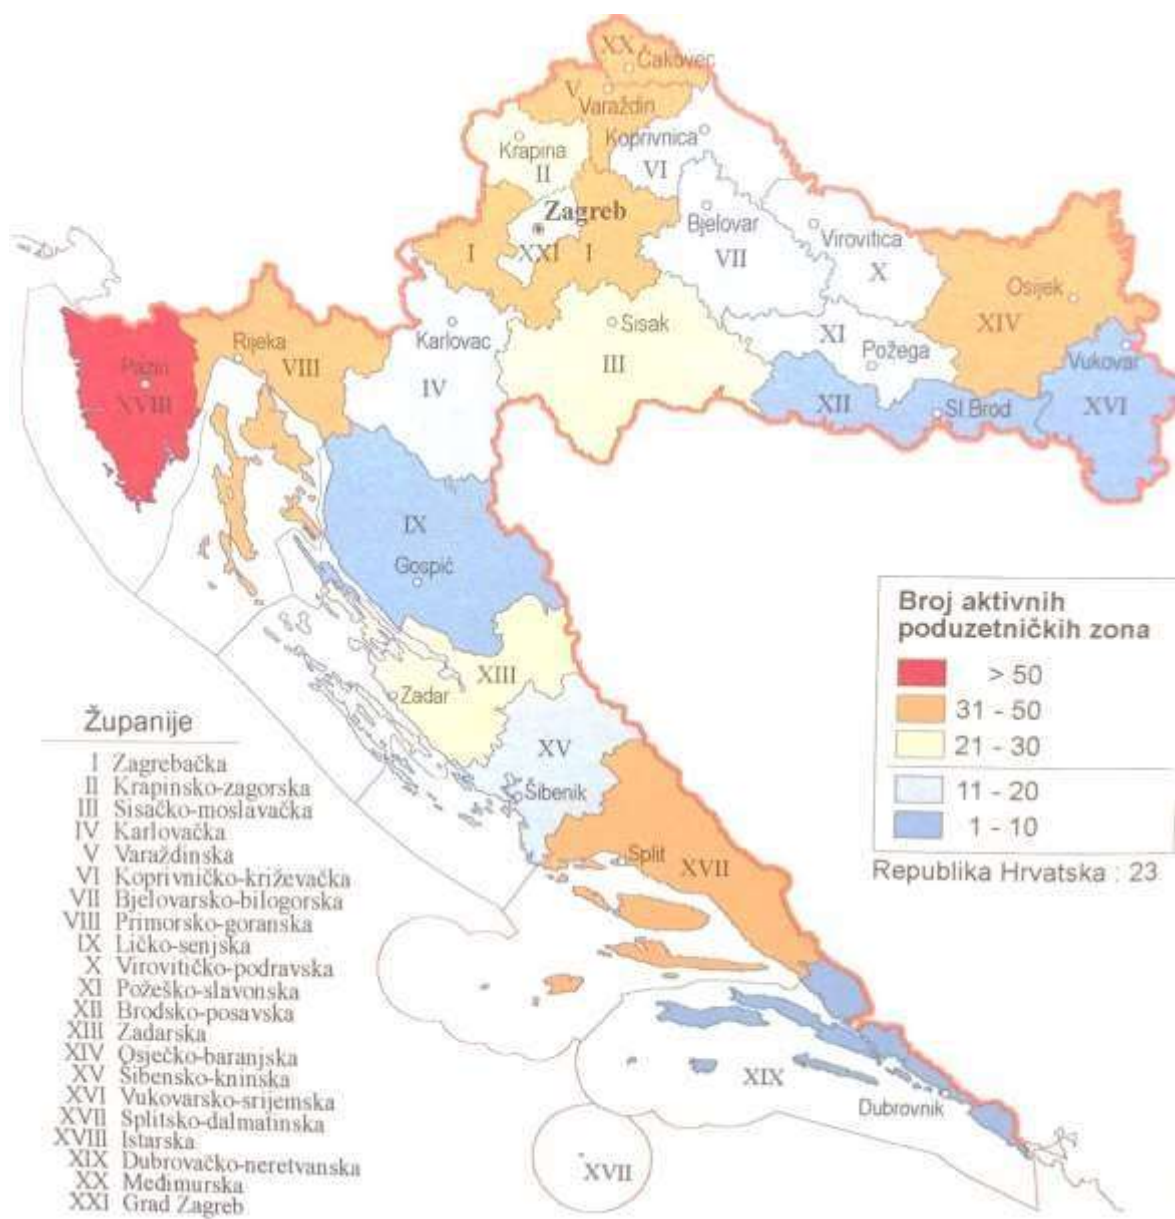 XX
Čakovec
V
Varaždin
Koprivnica
VI
Krapina
II
Zagreb
XXI
I
I
Bjelovar
VII
Virovitica
X
Osijek
XIV
Rijeka
VIII
Karlovac
IV
Sisak
III
XI
Požega
Vukovar
XVI
Pazin
XVIII
XII
Sl Brod
IX
Gospić
XIII
Zadar
XV
Šibenik
Split
XVII
XIX
Dubrovnik
XVII
Broj aktivnih
poduzetničkih zona
> 50
31 - 50
21 - 30
11 - 20
1 - 10
Republika Hrvatska : 23
Županije
I Zagrebačka
II Krapinsko-zagorska
III Sisačko-moslavačka
IV Karlovačka
V Varaždinska
VI Koprivničko-križevačka
VII Bjelovarsko-bilogorska
VIII Primorsko-goranska
IX Ličko-senjska
X Virovitičko-podravska
XI Požeško-slavonska
XII Brodsko-posavska
XIII Zadarska
XIV Osječko-baranjska
XV Šibensko-kninska
XVI Vukovarsko-srijemska
XVII Splitsko-dalmatinska
XVIII Istarska
XIX Dubrovačko-neretvanska
XX Međimurska
XXI Grad Zagreb